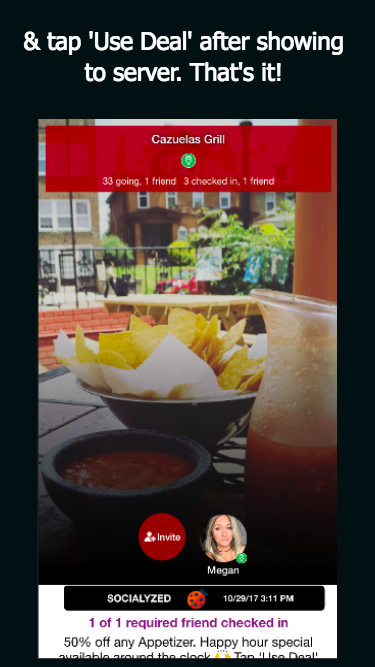 & tap 'Use Deal' after showing
to server. That's it!
Cazuelas Grill
33 going, 1 friend 3 checked in, 1 friend
Invite
Megan
SOCIALYZED 10/29/17 3:11 PM
1 of 1 required friend checked in
50% off any Appetizer. Happy hour special
available around the clock 🙌 Tap 'Use Deal'